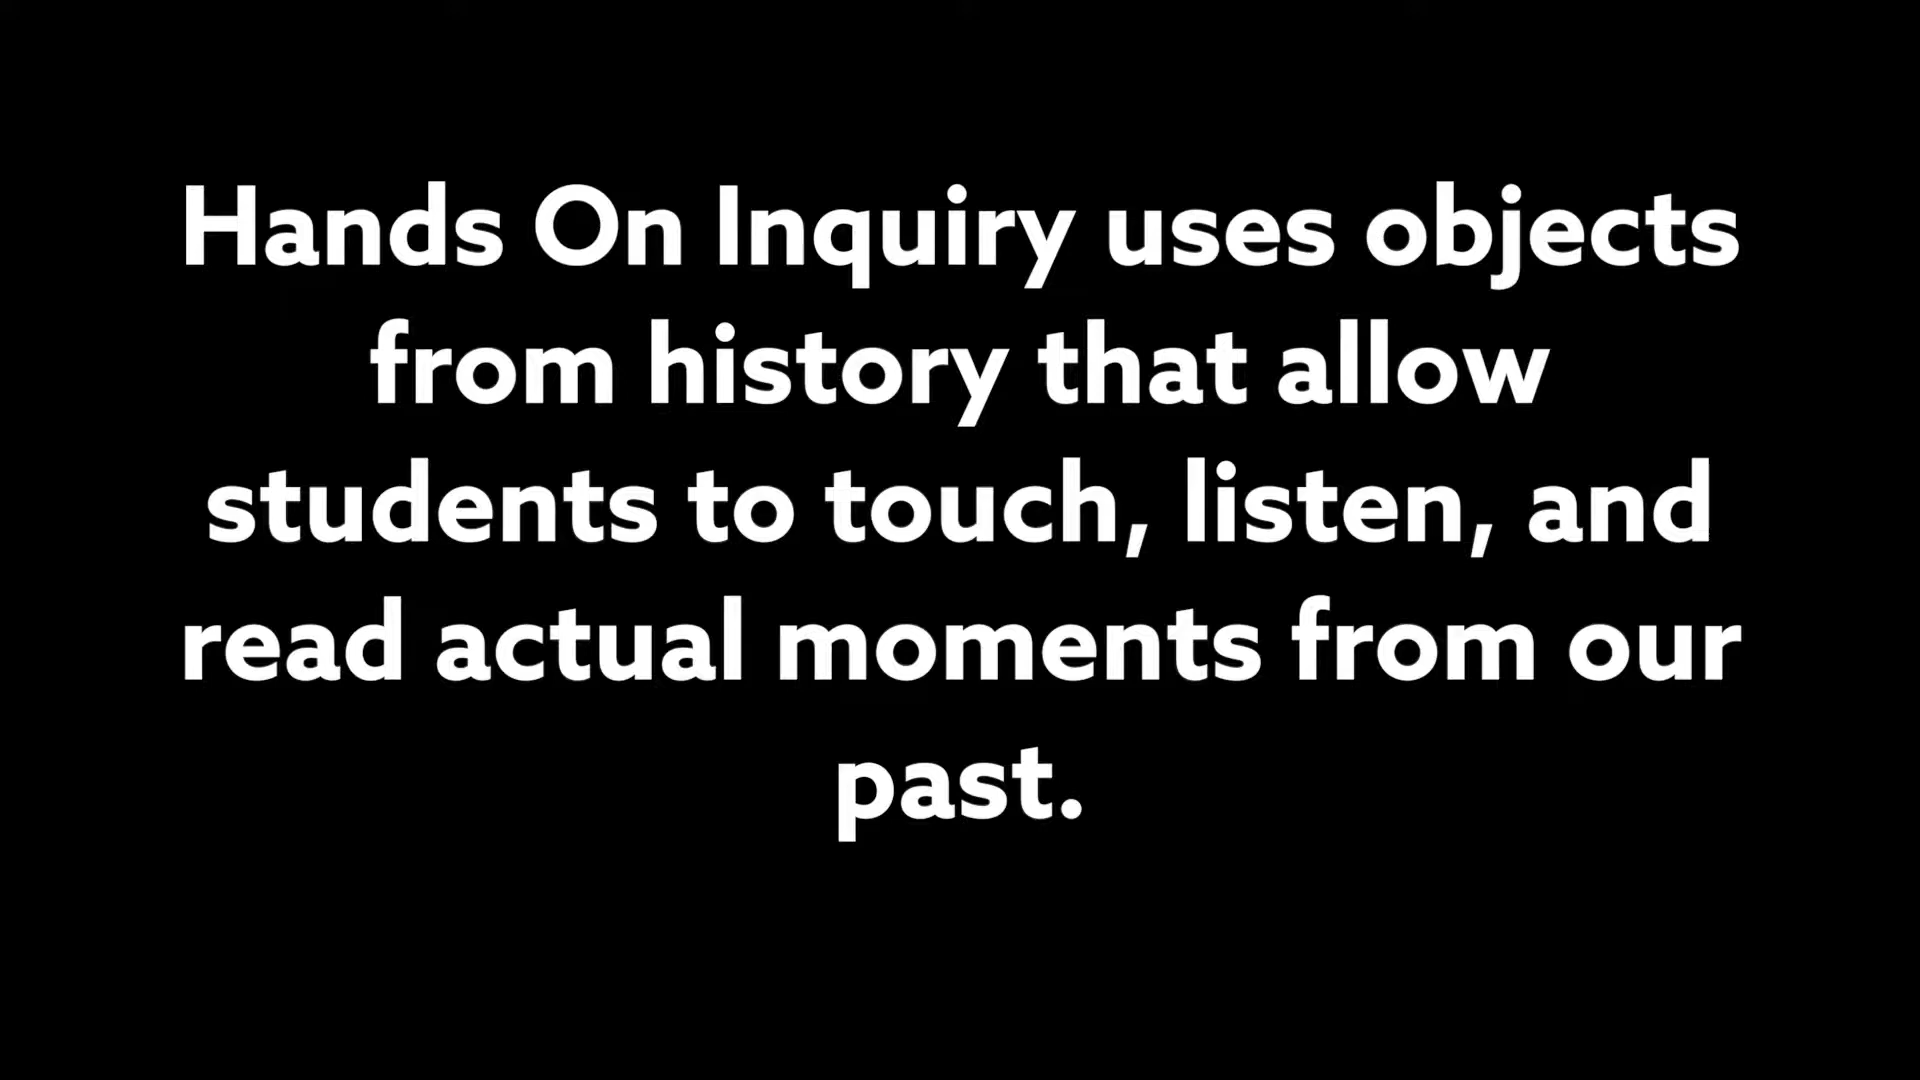 Hands On Inquiry uses objects
from history that allow
students to touch, listen, and
read actual moments from our
past.